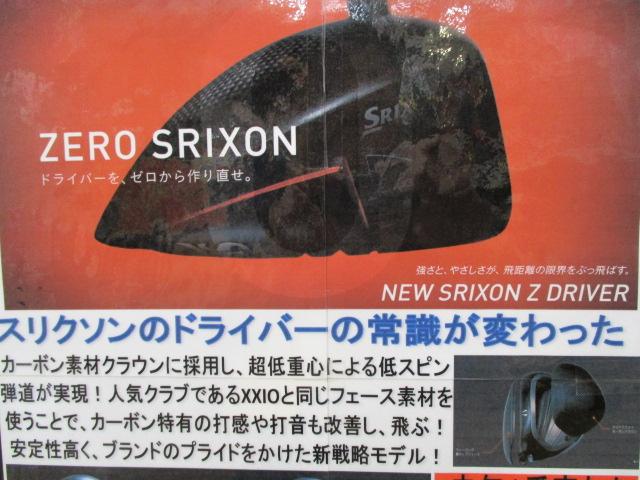 SRI
ZERO SRIXON
ドライバーを、ゼロから作り直せ。
強さと、やさしさが、飛距離の限界をぶっ飛ばす。
NEW SRIXON Z DRIVER
スリクソンのドライバーの常識が変わった
カーボン素材クラウンに採用し、超低重心による低スピン
弾道が実現！人気クラブであるXXIOと同じフェース素材を
使うことで、カーボン特有の打感や打音も改善し、飛ぶ！
安定性高く、ブランドのプライドをかけた新戦略モデル！